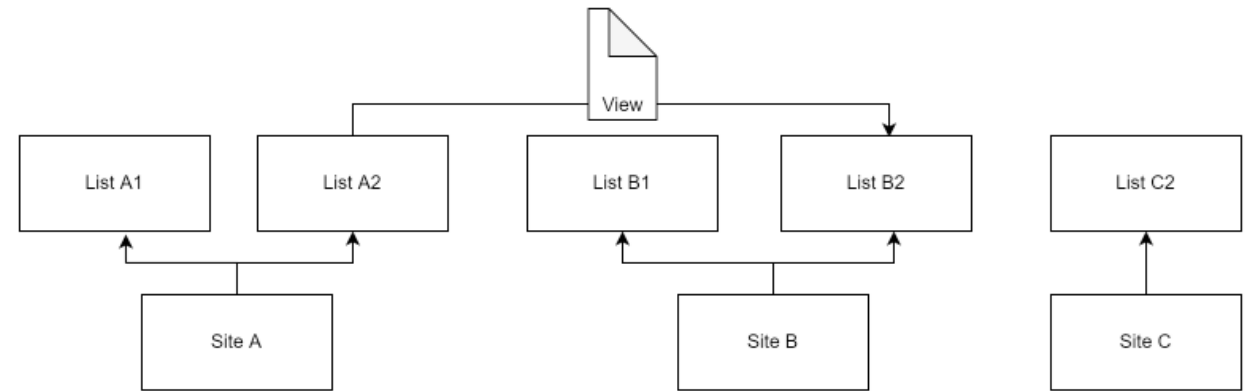 View
List A1
List A2
List B1
List B2
List C2
Site A
Site B
Site C